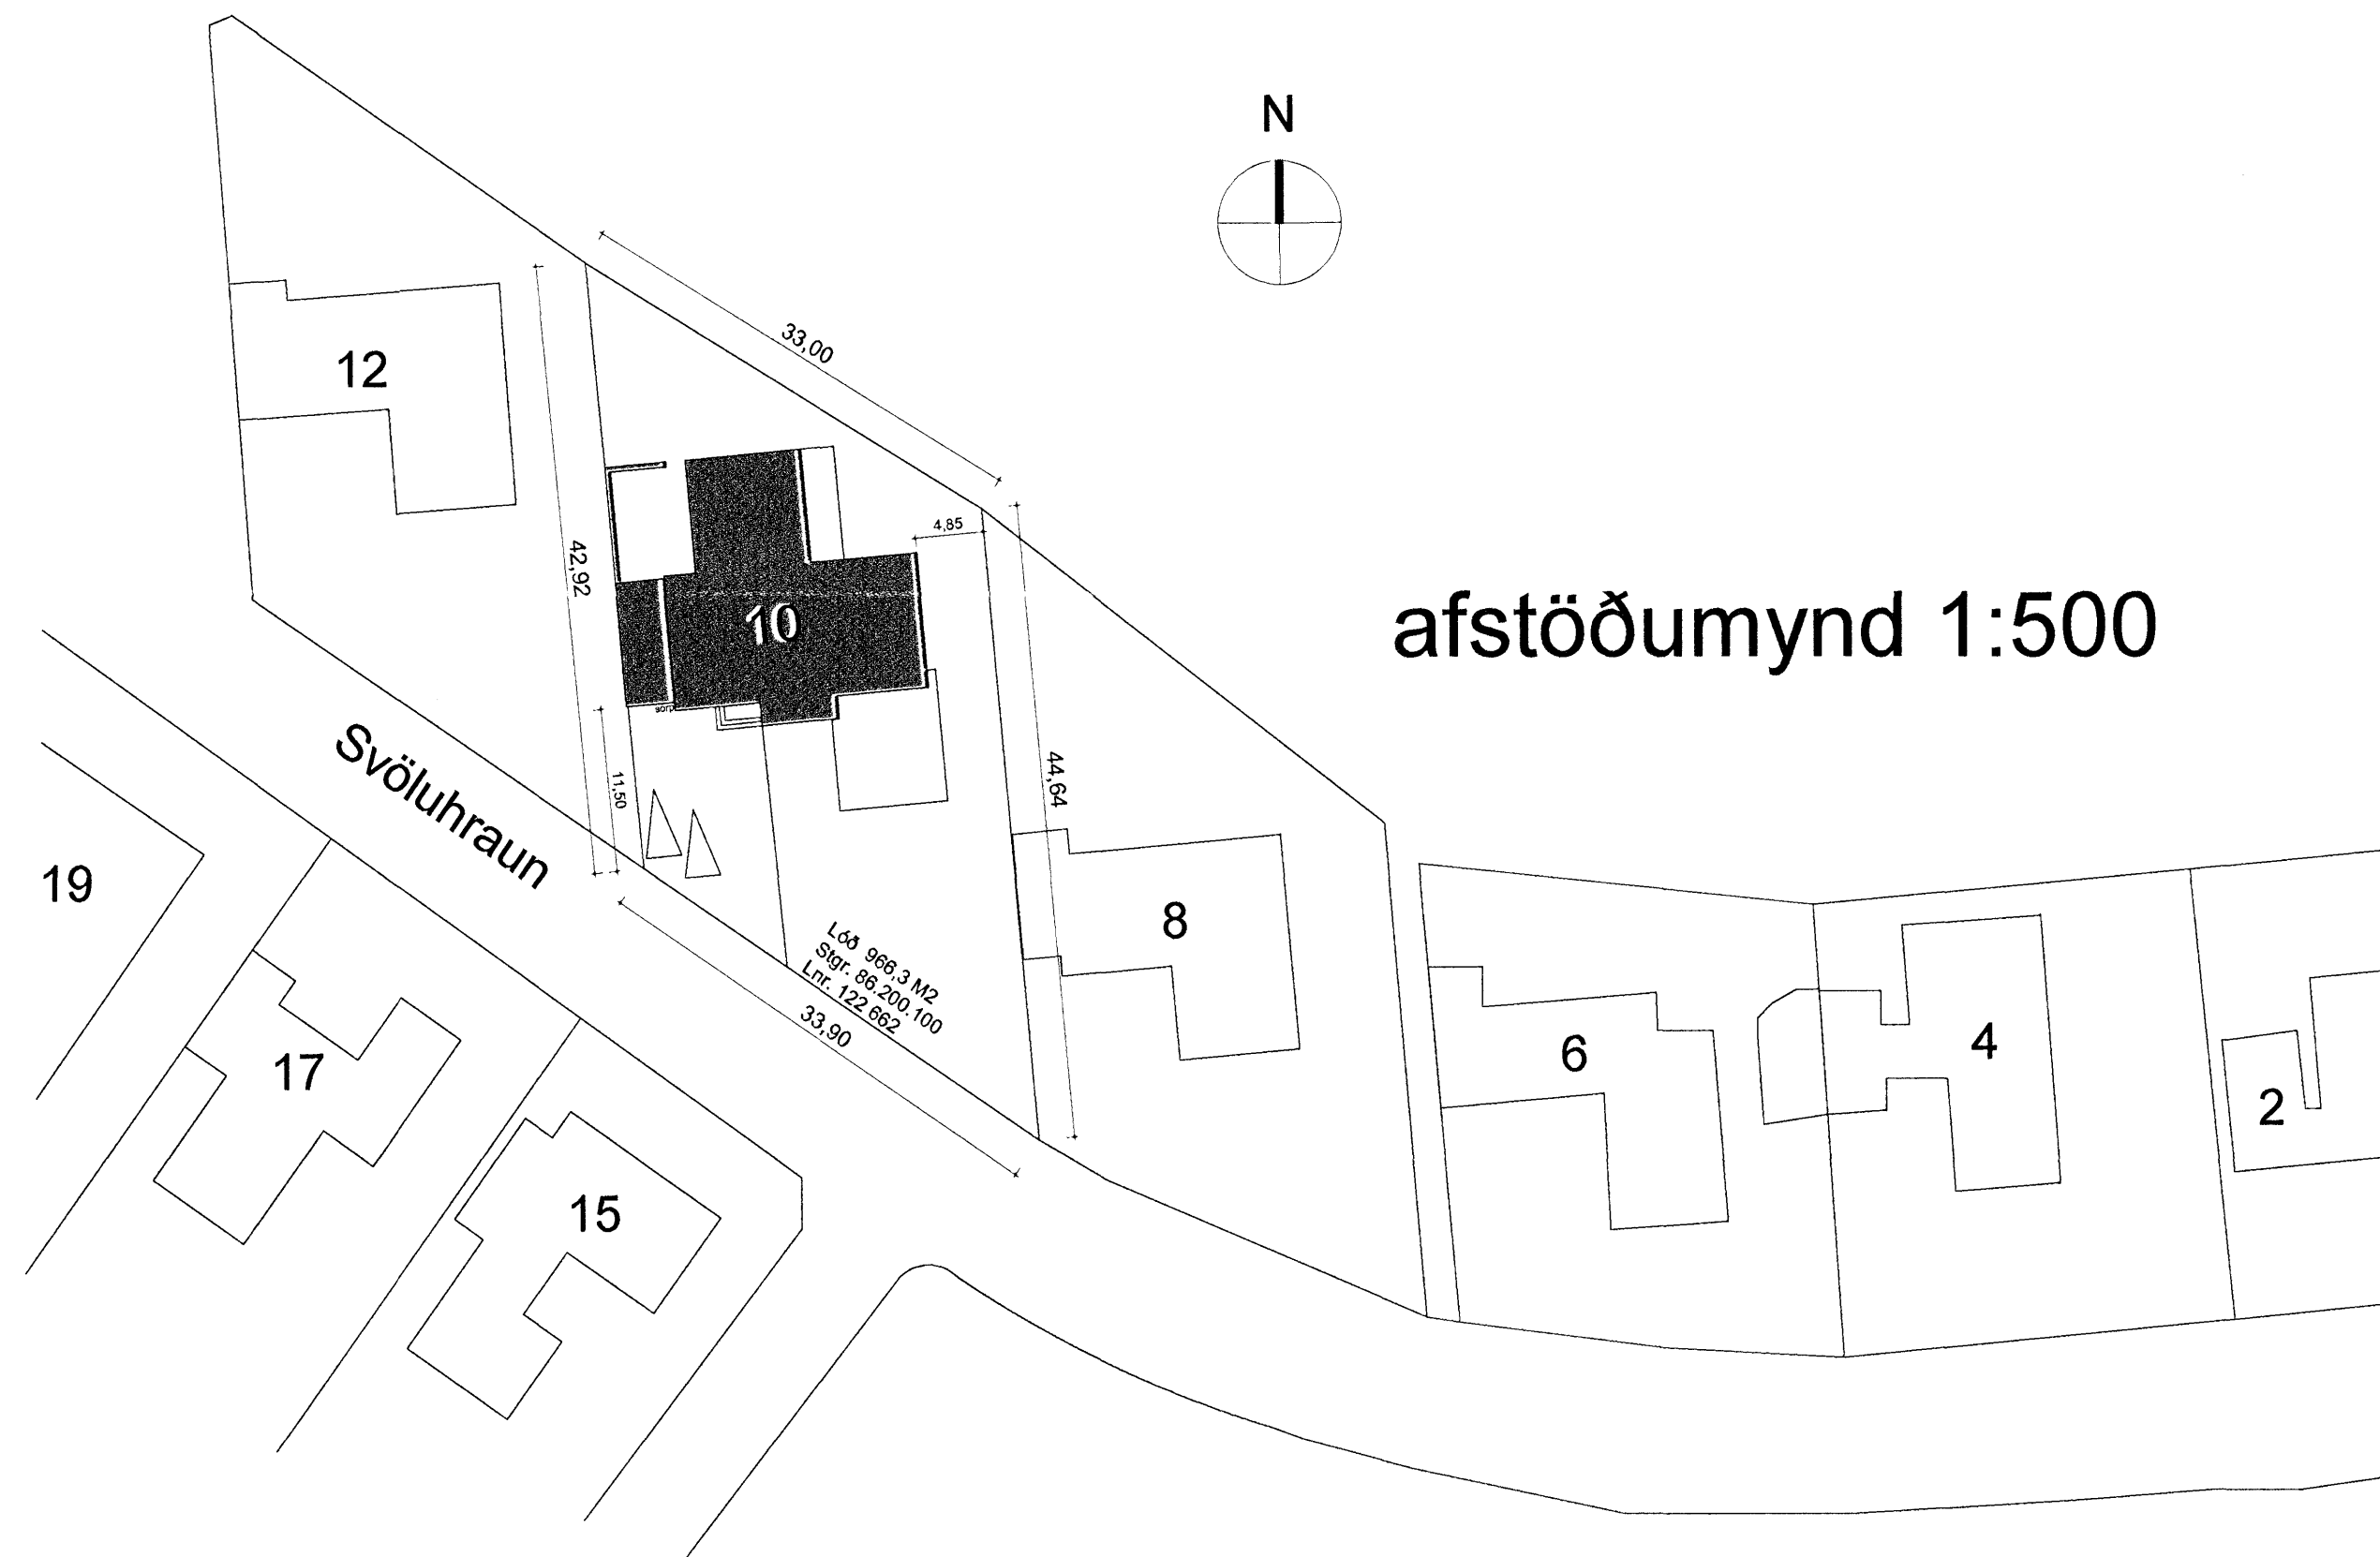 N
33,00
12
4,85
42,92
10
afstöðumynd 1:500
sorp
Svöluhraun
11,50
44,64
19
8
Lóð 966,3 M2
Stgr. 86.200.100
Lnr. 122 662
33,90
17
6
4
2
15